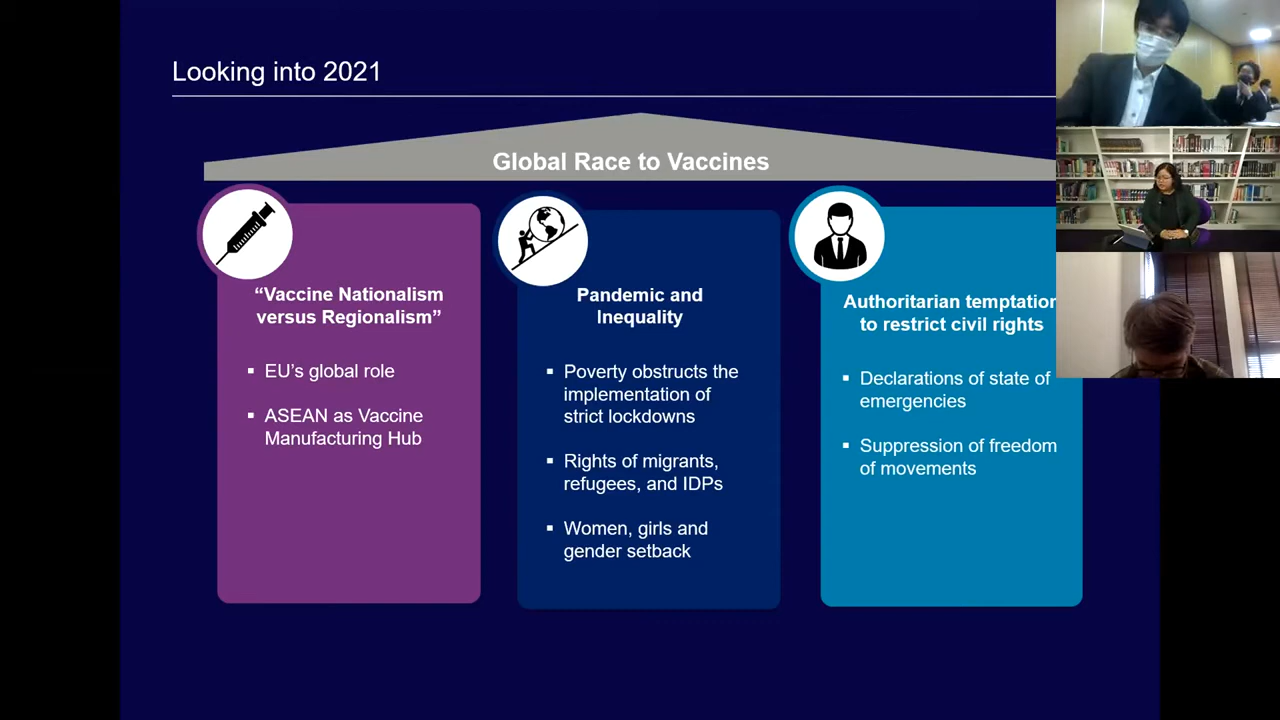 Looking into 2021
Global Race to Vaccines
“Vaccine Nationalism
versus Regionalism”
▪ EU’s global role
▪ ASEAN as Vaccine
Manufacturing Hub
Pandemic and
Inequality
▪ Poverty obstructs the
implementation of
strict lockdowns
▪ Rights of migrants,
refugees, and IDPs
▪ Women, girls and
gender setback
Authoritarian temptation
to restrict civil rights
▪ Declarations of state of
emergencies
▪ Suppression of freedom
of movements